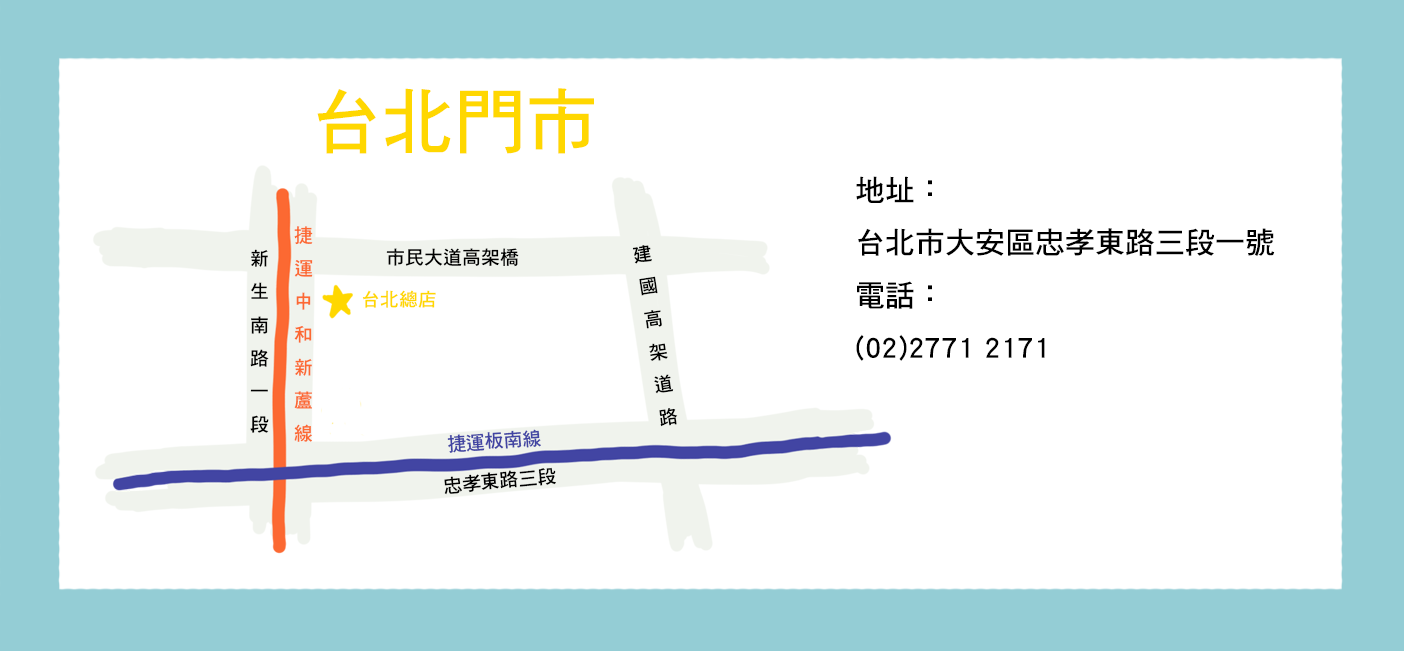 台北門市
新生南路一段
捷運中和新蘆線
市民大道高架橋
台北總店
建國高架道路
捷運板南線
忠孝東路三段
地址：
台北市大安區忠孝東路三段一號
電話：
(02)2771 2171